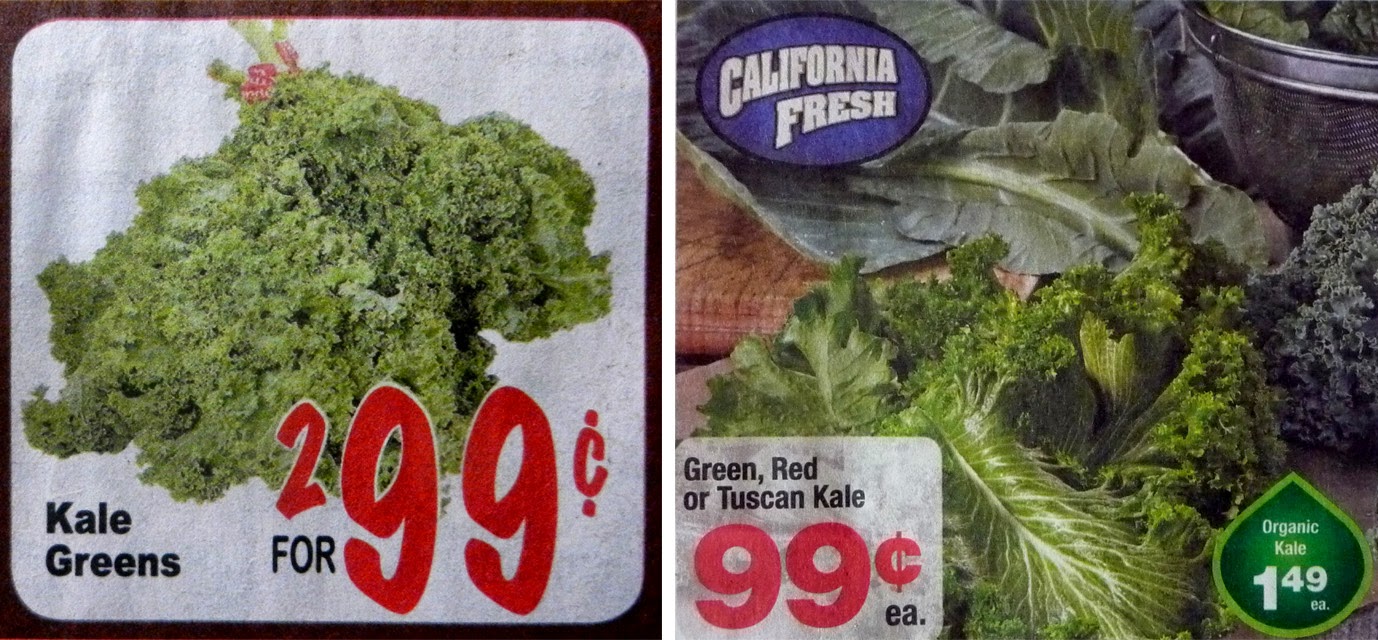 Kale
Greens
2
FOR
99¢
CALIFORNIA
FRESH
Green, Red
or Tuscan Kale
99¢
ea.
Organic
Kale
1 49
ea.